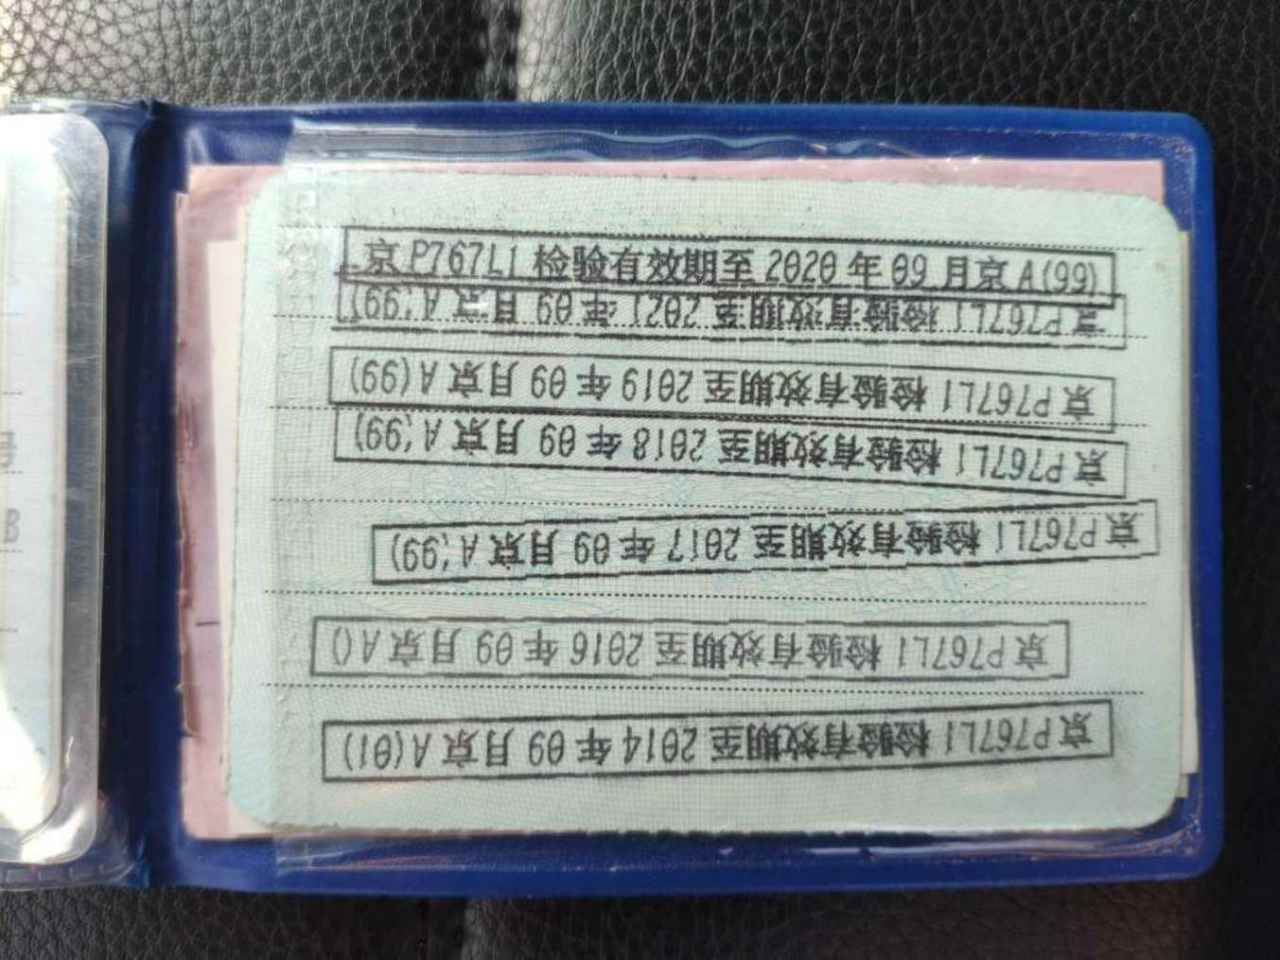 京P767L1 检验有效期至 2020 年 09 月京 A(99)
京P767L1 检验有效期至 2021 年 09 月京 A(99)
京P767L1 检验有效期至 2019 年 09 月京 A(99)
京P767L1 检验有效期至 2018 年 09 月京 A(99)
京P767L1 检验有效期至 2017 年 09 月京 A(99)
京P767L1 检验有效期至 2016 年 09 月京 A()
京P767L1 检验有效期至 2014 年 09 月京 A(01)